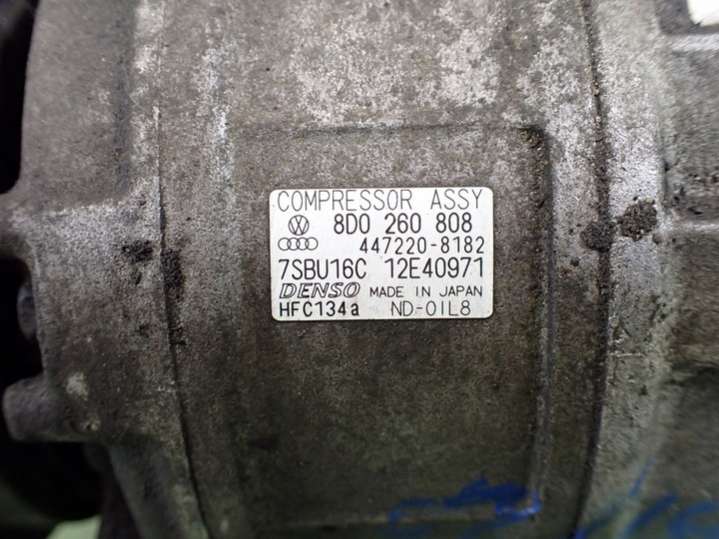 COMPRESSOR ASSY
8D0 260 808
447220-8182
7SBU16C 12E40971
DENSO MADE IN JAPAN
HFC134a ND-OIL8